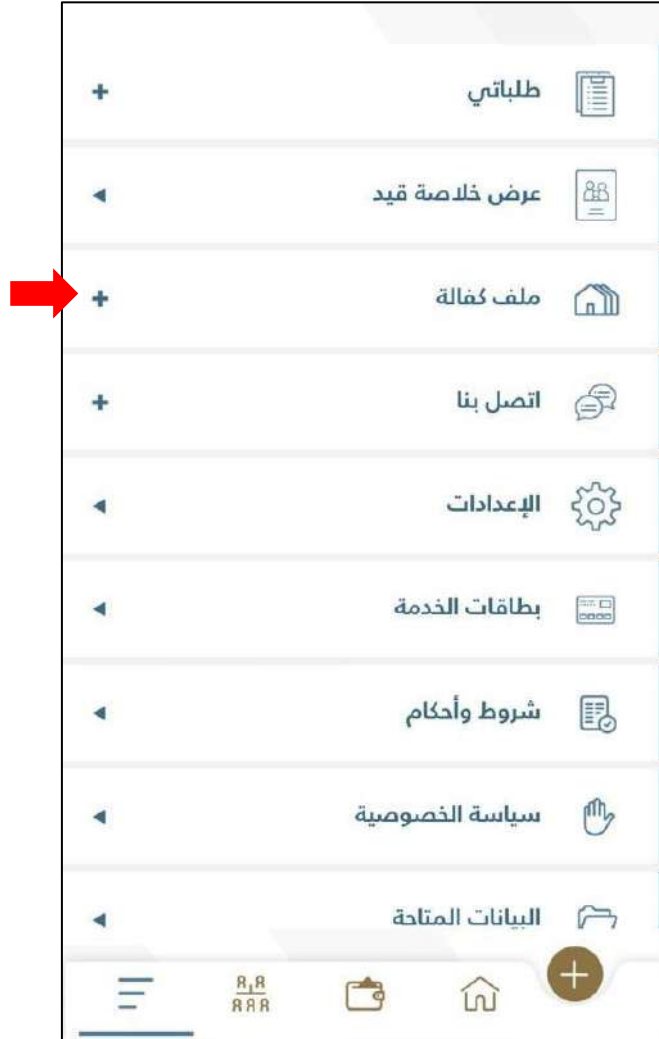 طلباتي
عرض خلاصة قيد
ملف كفالة
اتصل بنا
الإعدادات
بطاقات الخدمة
شروط وأحكام
سياسة الخصوصية
البيانات المتاحة